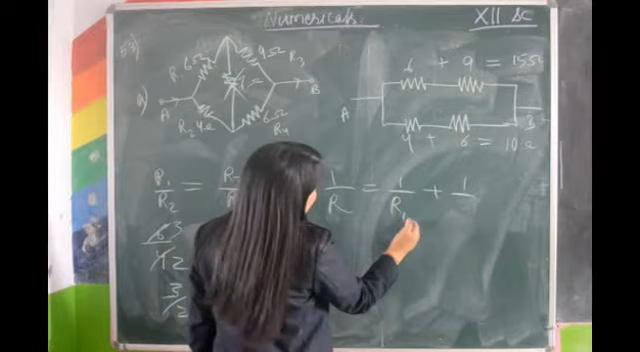 Numericals
XII SC
53)
a)
R₁ 6Ω
9Ω R₃
A
B
R₂ 4Ω
6Ω
R₄
6 + 9 = 15Ω
A
B
4 + 6 = 10Ω
R₁/R₂ =
1/R = 1/R₁ + 1/
6 3
4 2
3/2